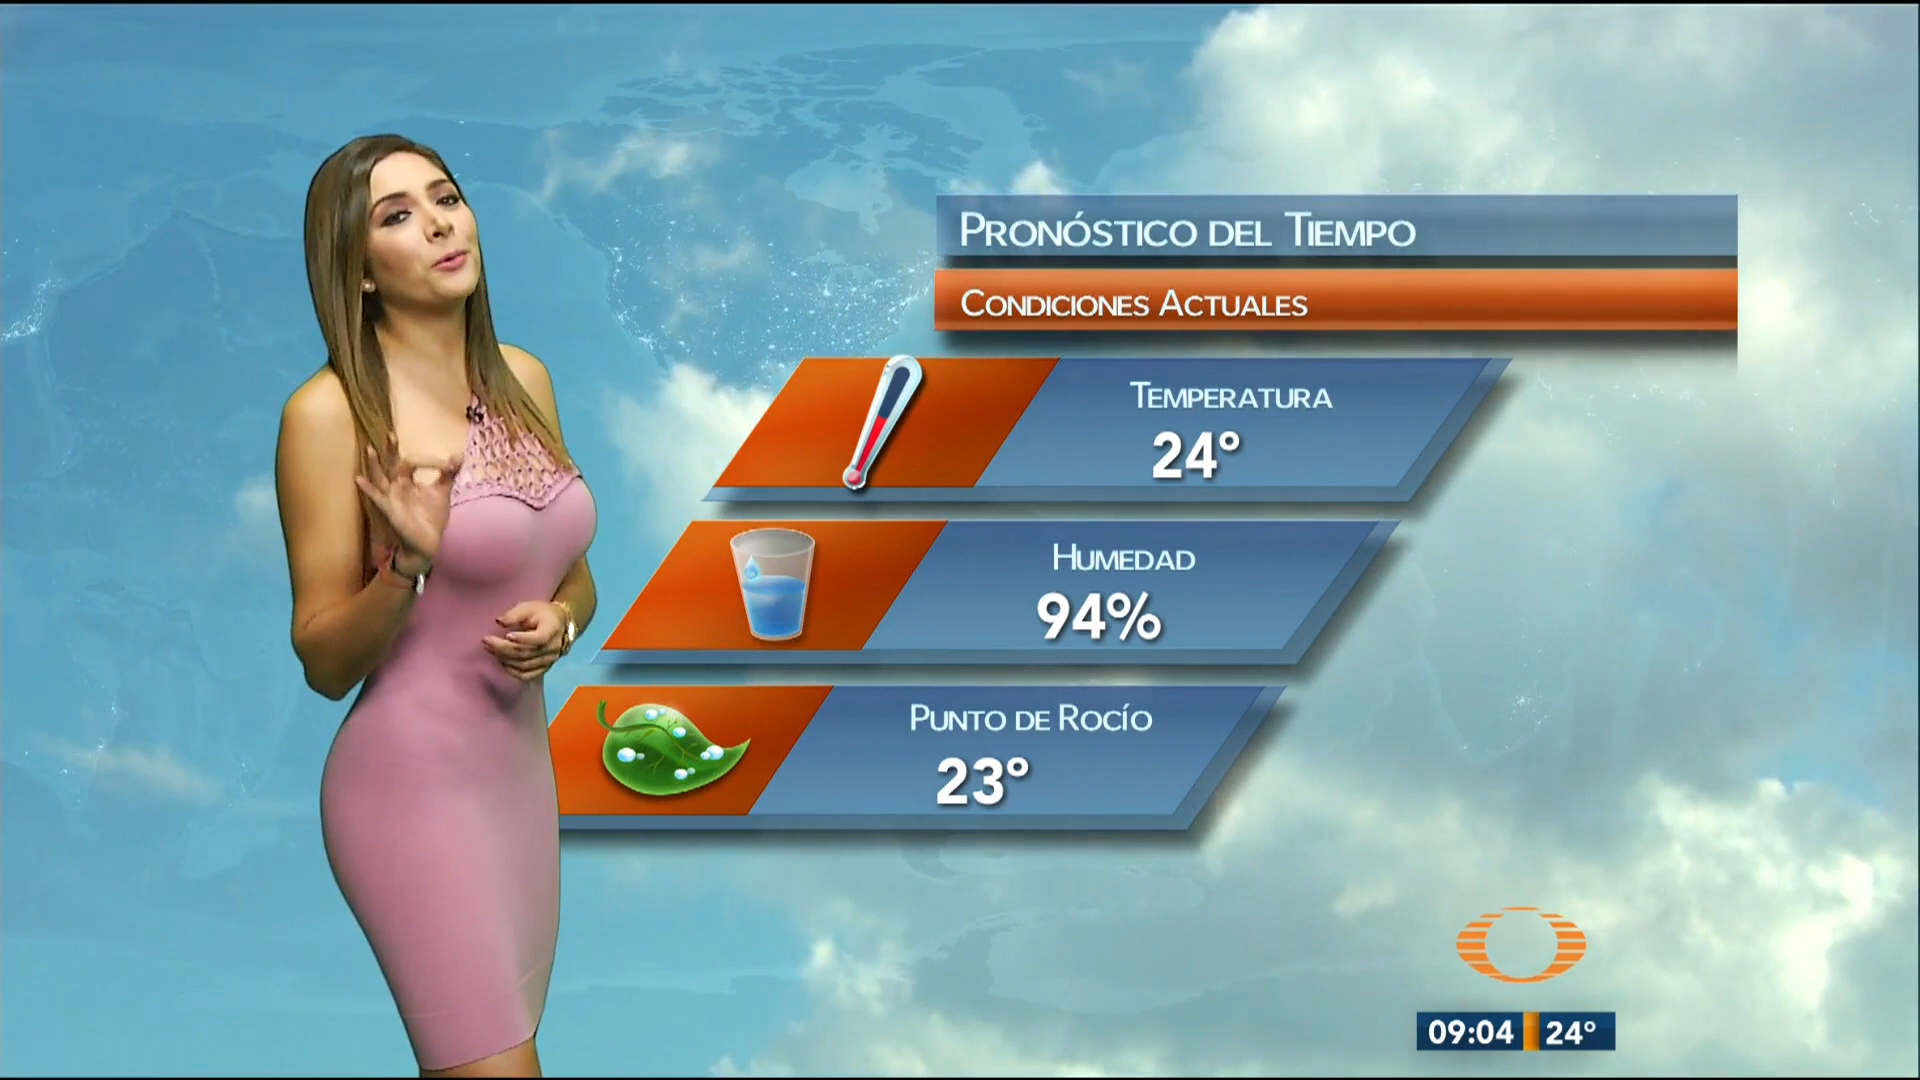 Pronóstico del Tiempo
Condiciones Actuales
Temperatura
24°
Humedad
94%
Punto de Rocío
23°
09:04 24°